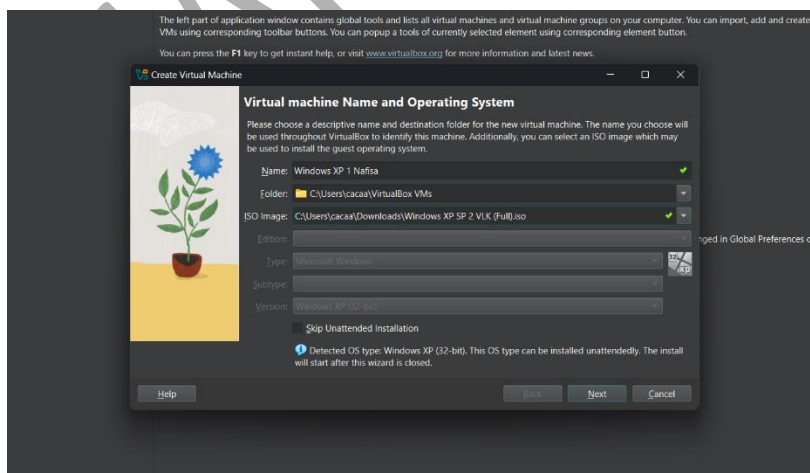 The left part of application window contains global tools and lists all virtual machines and virtual machine groups on your computer. You can import, add and create
VMs using corresponding toolbar buttons. You can popup a tools of currently selected element using corresponding element button.
You can press the F1 key to get instant help, or visit www.virtualbox.org for more information and latest news.
Create Virtual Machine
Virtual machine Name and Operating System
Please choose a descriptive name and destination folder for the new virtual machine. The name you choose will
be used throughout VirtualBox to identify this machine. Additionally, you can select an ISO image which may
be used to install the guest operating system.
Name: Windows XP 1 Nafisa
Folder: C:\Users\cacaa\VirtualBox VMs
ISO Image: C:\Users\cacaa\Downloads\Windows XP SP 2 VLK (Full).iso
Edition: nged in Global Preferences
Type: Microsoft Windows
32
XP
Subtype:
Version: Windows XP (32-bit)
Skip Unattended Installation
Detected OS type: Windows XP (32-bit). This OS type can be installed unattendedly. The install
will start after this wizard is closed.
Help Back Next Cancel